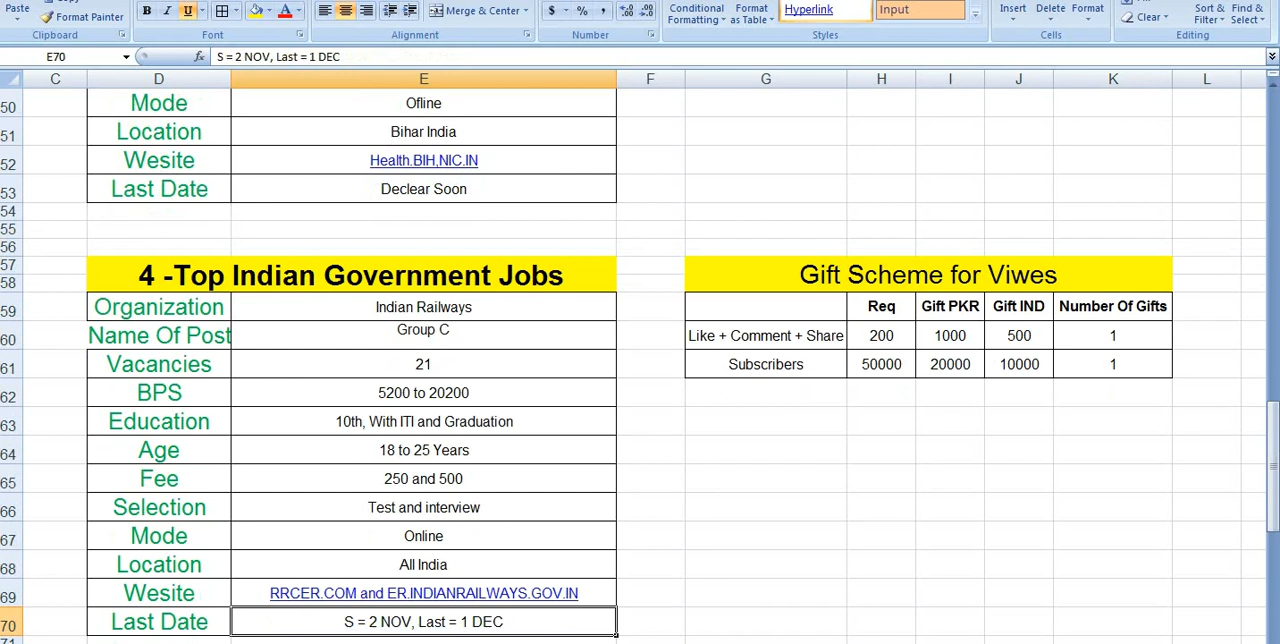 Paste
Format Painter
Clipboard
B I U
Font
Merge & Center
Alignment
$ % ,
Number
Conditional Formatting
Format as Table
Hyperlink
Input
Styles
Insert Delete Format
Cells
Clear
Sort & Filter
Find & Select
Editing
E70
fx
S = 2 NOV, Last = 1 DEC
C D E F G H I J K L
50 Mode Ofline
51 Location Bihar India
52 Wesite Health.BIH,NIC.IN
53 Last Date Declear Soon
54
55
56
57
58
4 -Top Indian Government Jobs
Gift Scheme for Viwes
59 Organization Indian Railways Req Gift PKR Gift IND Number Of Gifts
60 Name Of Post Group C Like + Comment + Share 200 1000 500 1
61 Vacancies 21 Subscribers 50000 20000 10000 1
62 BPS 5200 to 20200
63 Education 10th, With ITI and Graduation
64 Age 18 to 25 Years
65 Fee 250 and 500
66 Selection Test and interview
67 Mode Online
68 Location All India
69 Wesite RRCER.COM and ER.INDIANRAILWAYS.GOV.IN
70 Last Date S = 2 NOV, Last = 1 DEC
71